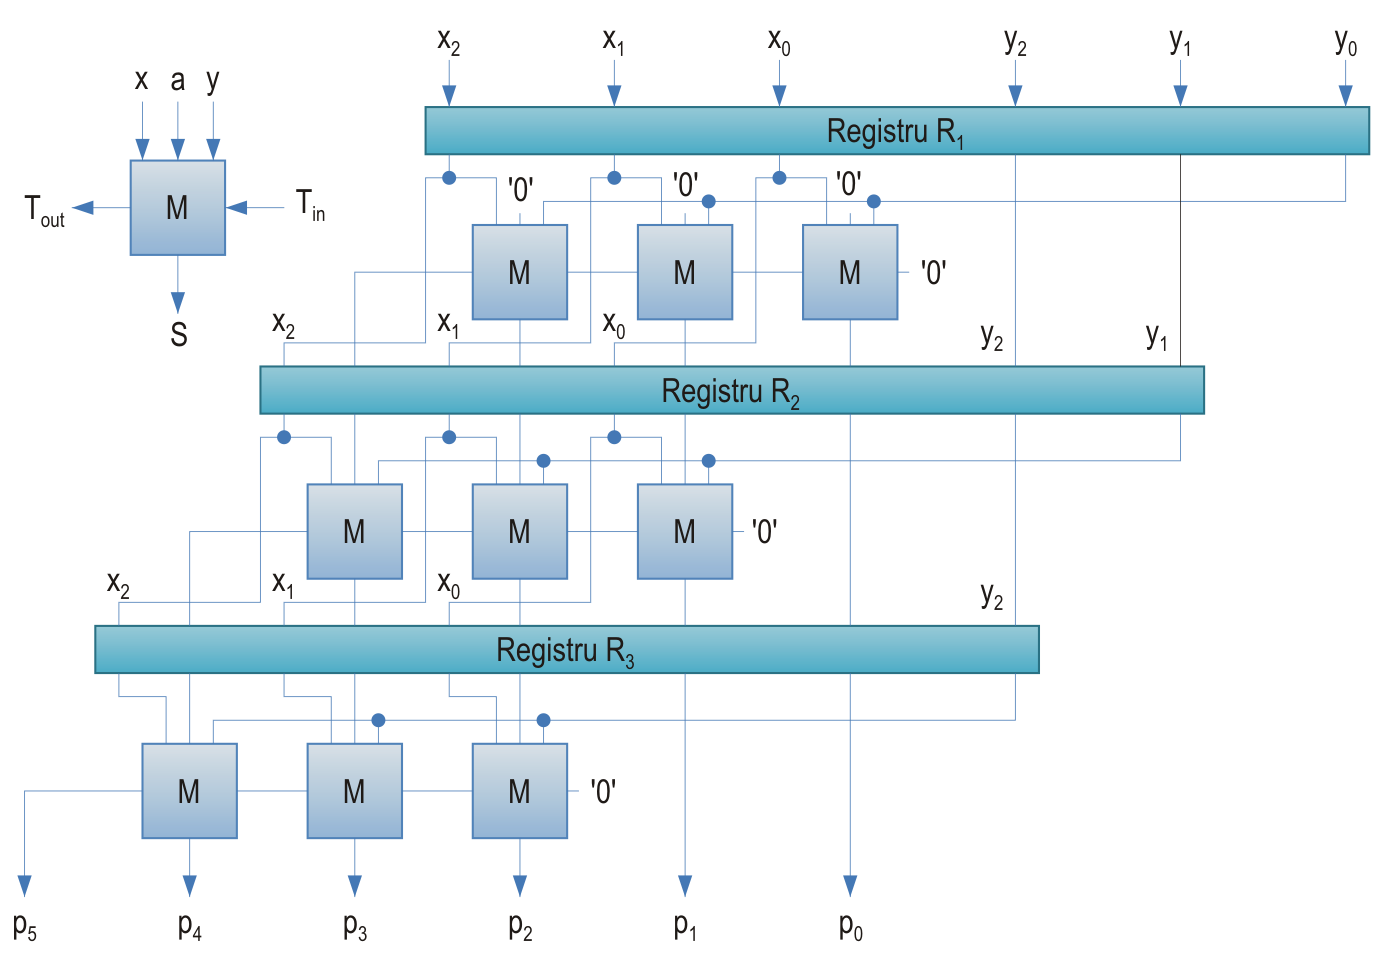 x₂ x₁ x₀ y₂ y₁ y₀
x a y
Registru R₁
'0' '0' '0'
T_out M T_in
M M M '0'
S
x₂ x₁ x₀ y₂ y₁
Registru R₂
M M M '0'
x₂ x₁ x₀ y₂
Registru R₃
M M M '0'
p₅ p₄ p₃ p₂ p₁ p₀